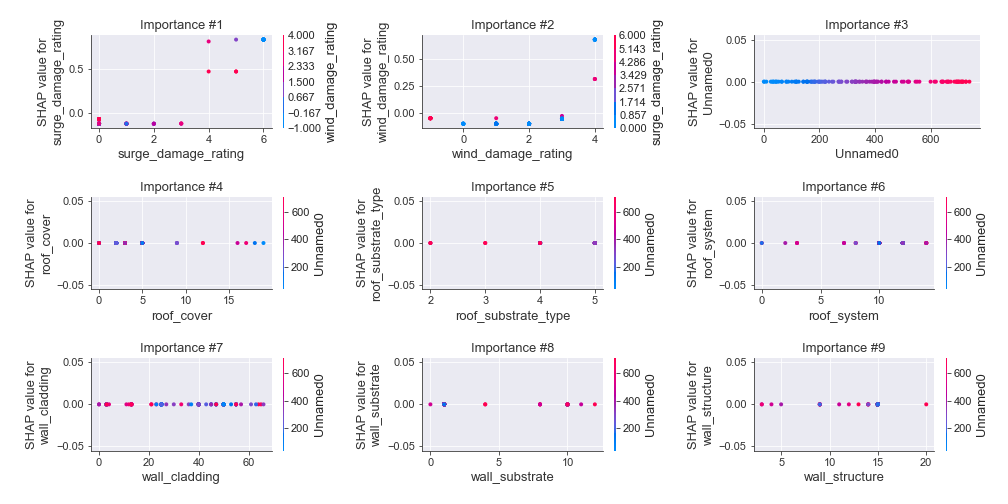 Importance #1
SHAP value for
surge_damage_rating
0.5
0.0
0
2
4
6
surge_damage_rating
4.000
3.167
2.333
1.500
0.667
−0.167
−1.000
wind_damage_rating
Importance #2
SHAP value for
wind_damage_rating
0.50
0.25
0.00
0
2
4
wind_damage_rating
6.000
5.143
4.286
3.429
2.571
1.714
0.857
0.000
surge_damage_rating
Importance #3
SHAP value for
Unnamed0
0.05
0.00
−0.05
0
200
400
600
Unnamed0
Importance #4
SHAP value for
roof_cover
0.05
0.00
−0.05
0
5
10
15
roof_cover
600
400
200
Unnamed0
Importance #5
SHAP value for
roof_substrate_type
0.05
0.00
−0.05
2
3
4
5
roof_substrate_type
600
400
200
Unnamed0
Importance #6
SHAP value for
roof_system
0.05
0.00
−0.05
0
5
10
roof_system
600
400
200
Unnamed0
Importance #7
SHAP value for
wall_cladding
0.05
0.00
−0.05
0
20
40
60
wall_cladding
600
400
200
Unnamed0
Importance #8
SHAP value for
wall_substrate
0.05
0.00
−0.05
0
5
10
wall_substrate
600
400
200
Unnamed0
Importance #9
SHAP value for
wall_structure
0.05
0.00
−0.05
5
10
15
20
wall_structure
600
400
200
Unnamed0